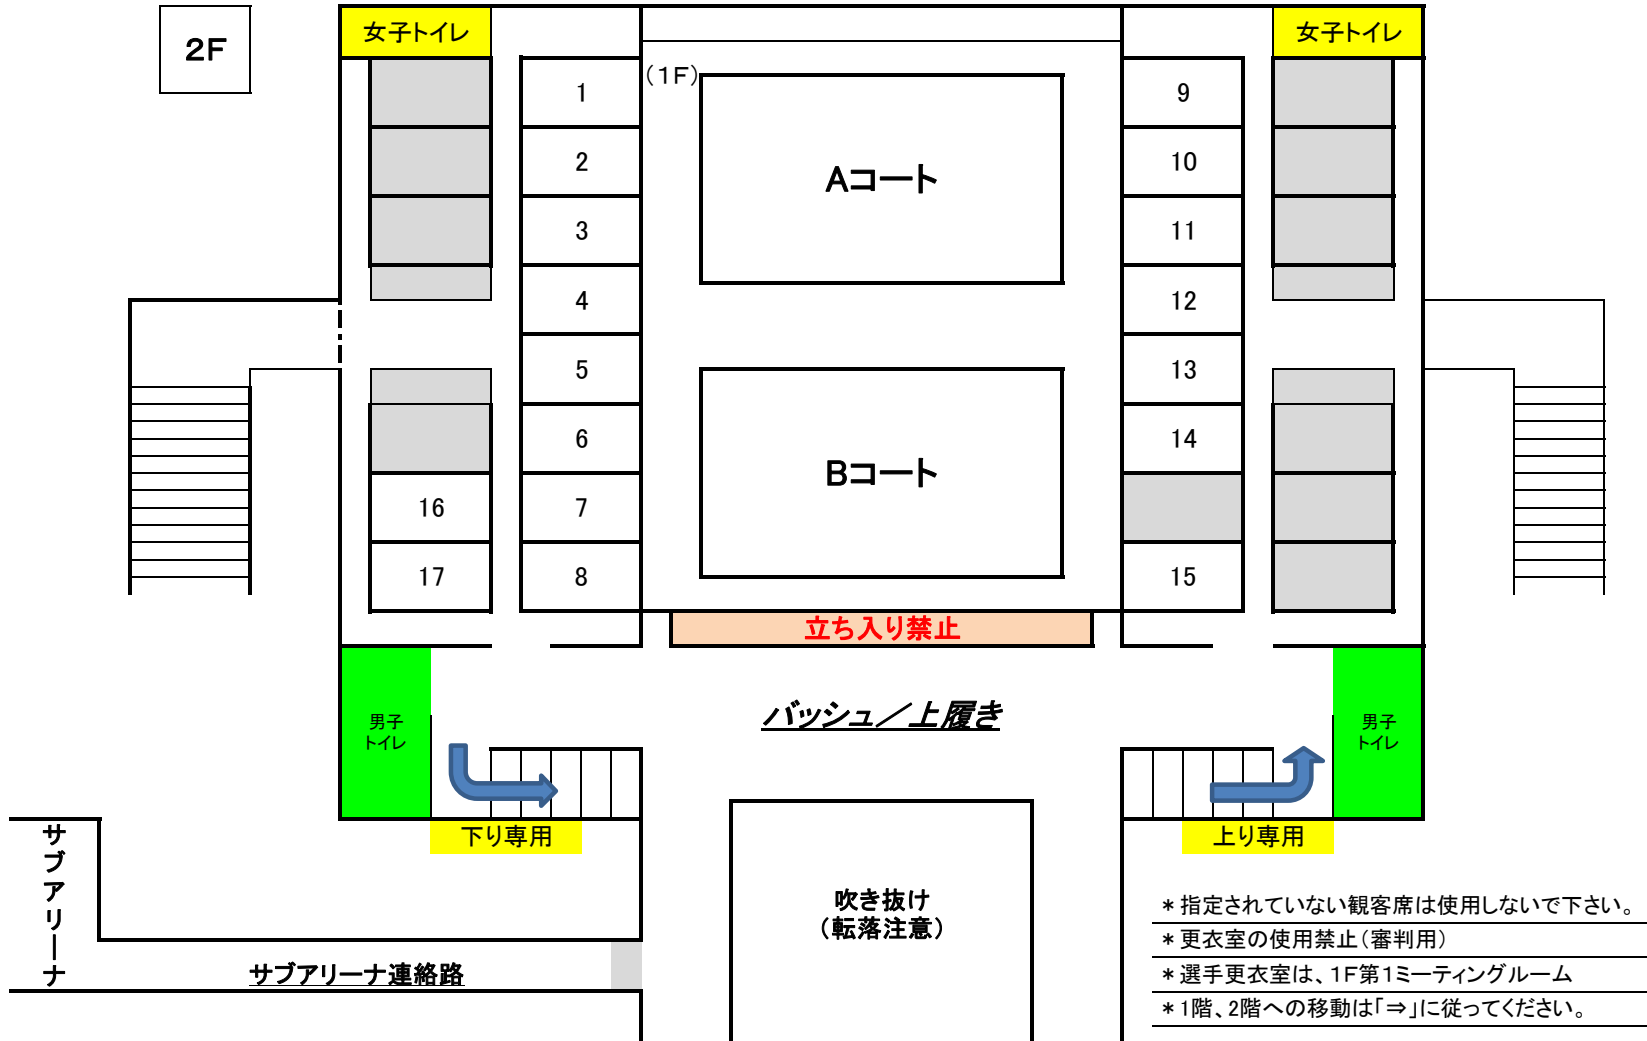 2F
女子トイレ
女子トイレ
(1F)
1
9
2
10
Aコート
3
11
4
12
5
13
6
14
Bコート
16
7
17
8
15
立ち入り禁止
バッシュ／上履き
男子
トイレ
男子
トイレ
下り専用
上り専用
サブアリーナ
吹き抜け
(転落注意)
サブアリーナ連絡路
＊指定されていない観客席は使用しないで下さい。
＊更衣室の使用禁止(審判用)
＊選手更衣室は、1F第1ミーティングルーム
＊1階、2階への移動は「⇒」に従ってください。